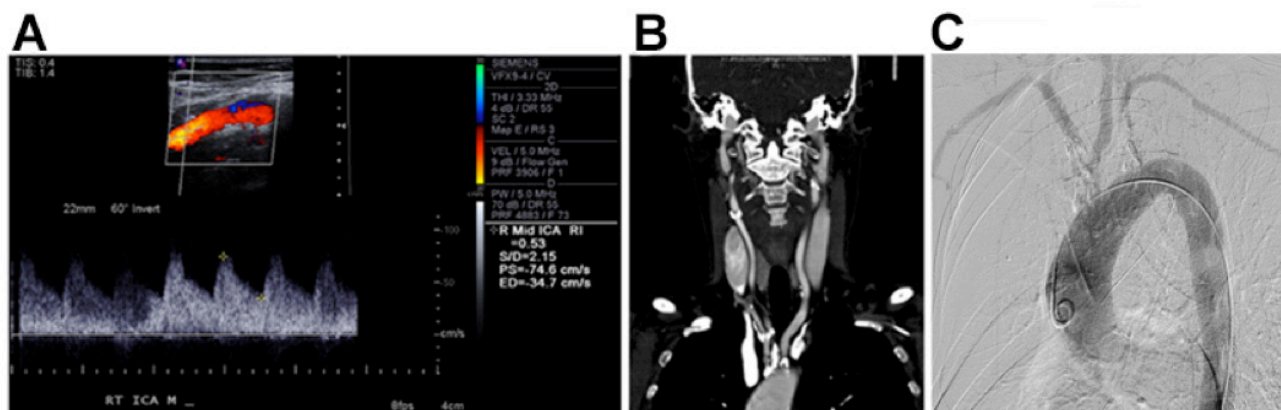 A
B
C
TIS: 0.4
TIB: 1.4
SIEMENS
VFX9-4 / CV
2D
THI / 3.33 MHz
4 dB / DR 55
SC 2
Map E / RS 3
C
VEL / 5.0 MHz
9 dB / Flow Gen
PRF 3906 / F 1
D
PW / 5.0 MHz
70 dB / DR 55
PRF 4883 / F 73
R Mid ICA RI
=0.53
S/D=2.15
PS=-74.6 cm/s
ED=-34.7 cm/s
22mm 60° Invert
-100
-50
-cm/s
RT ICA M _
8fps 4cm